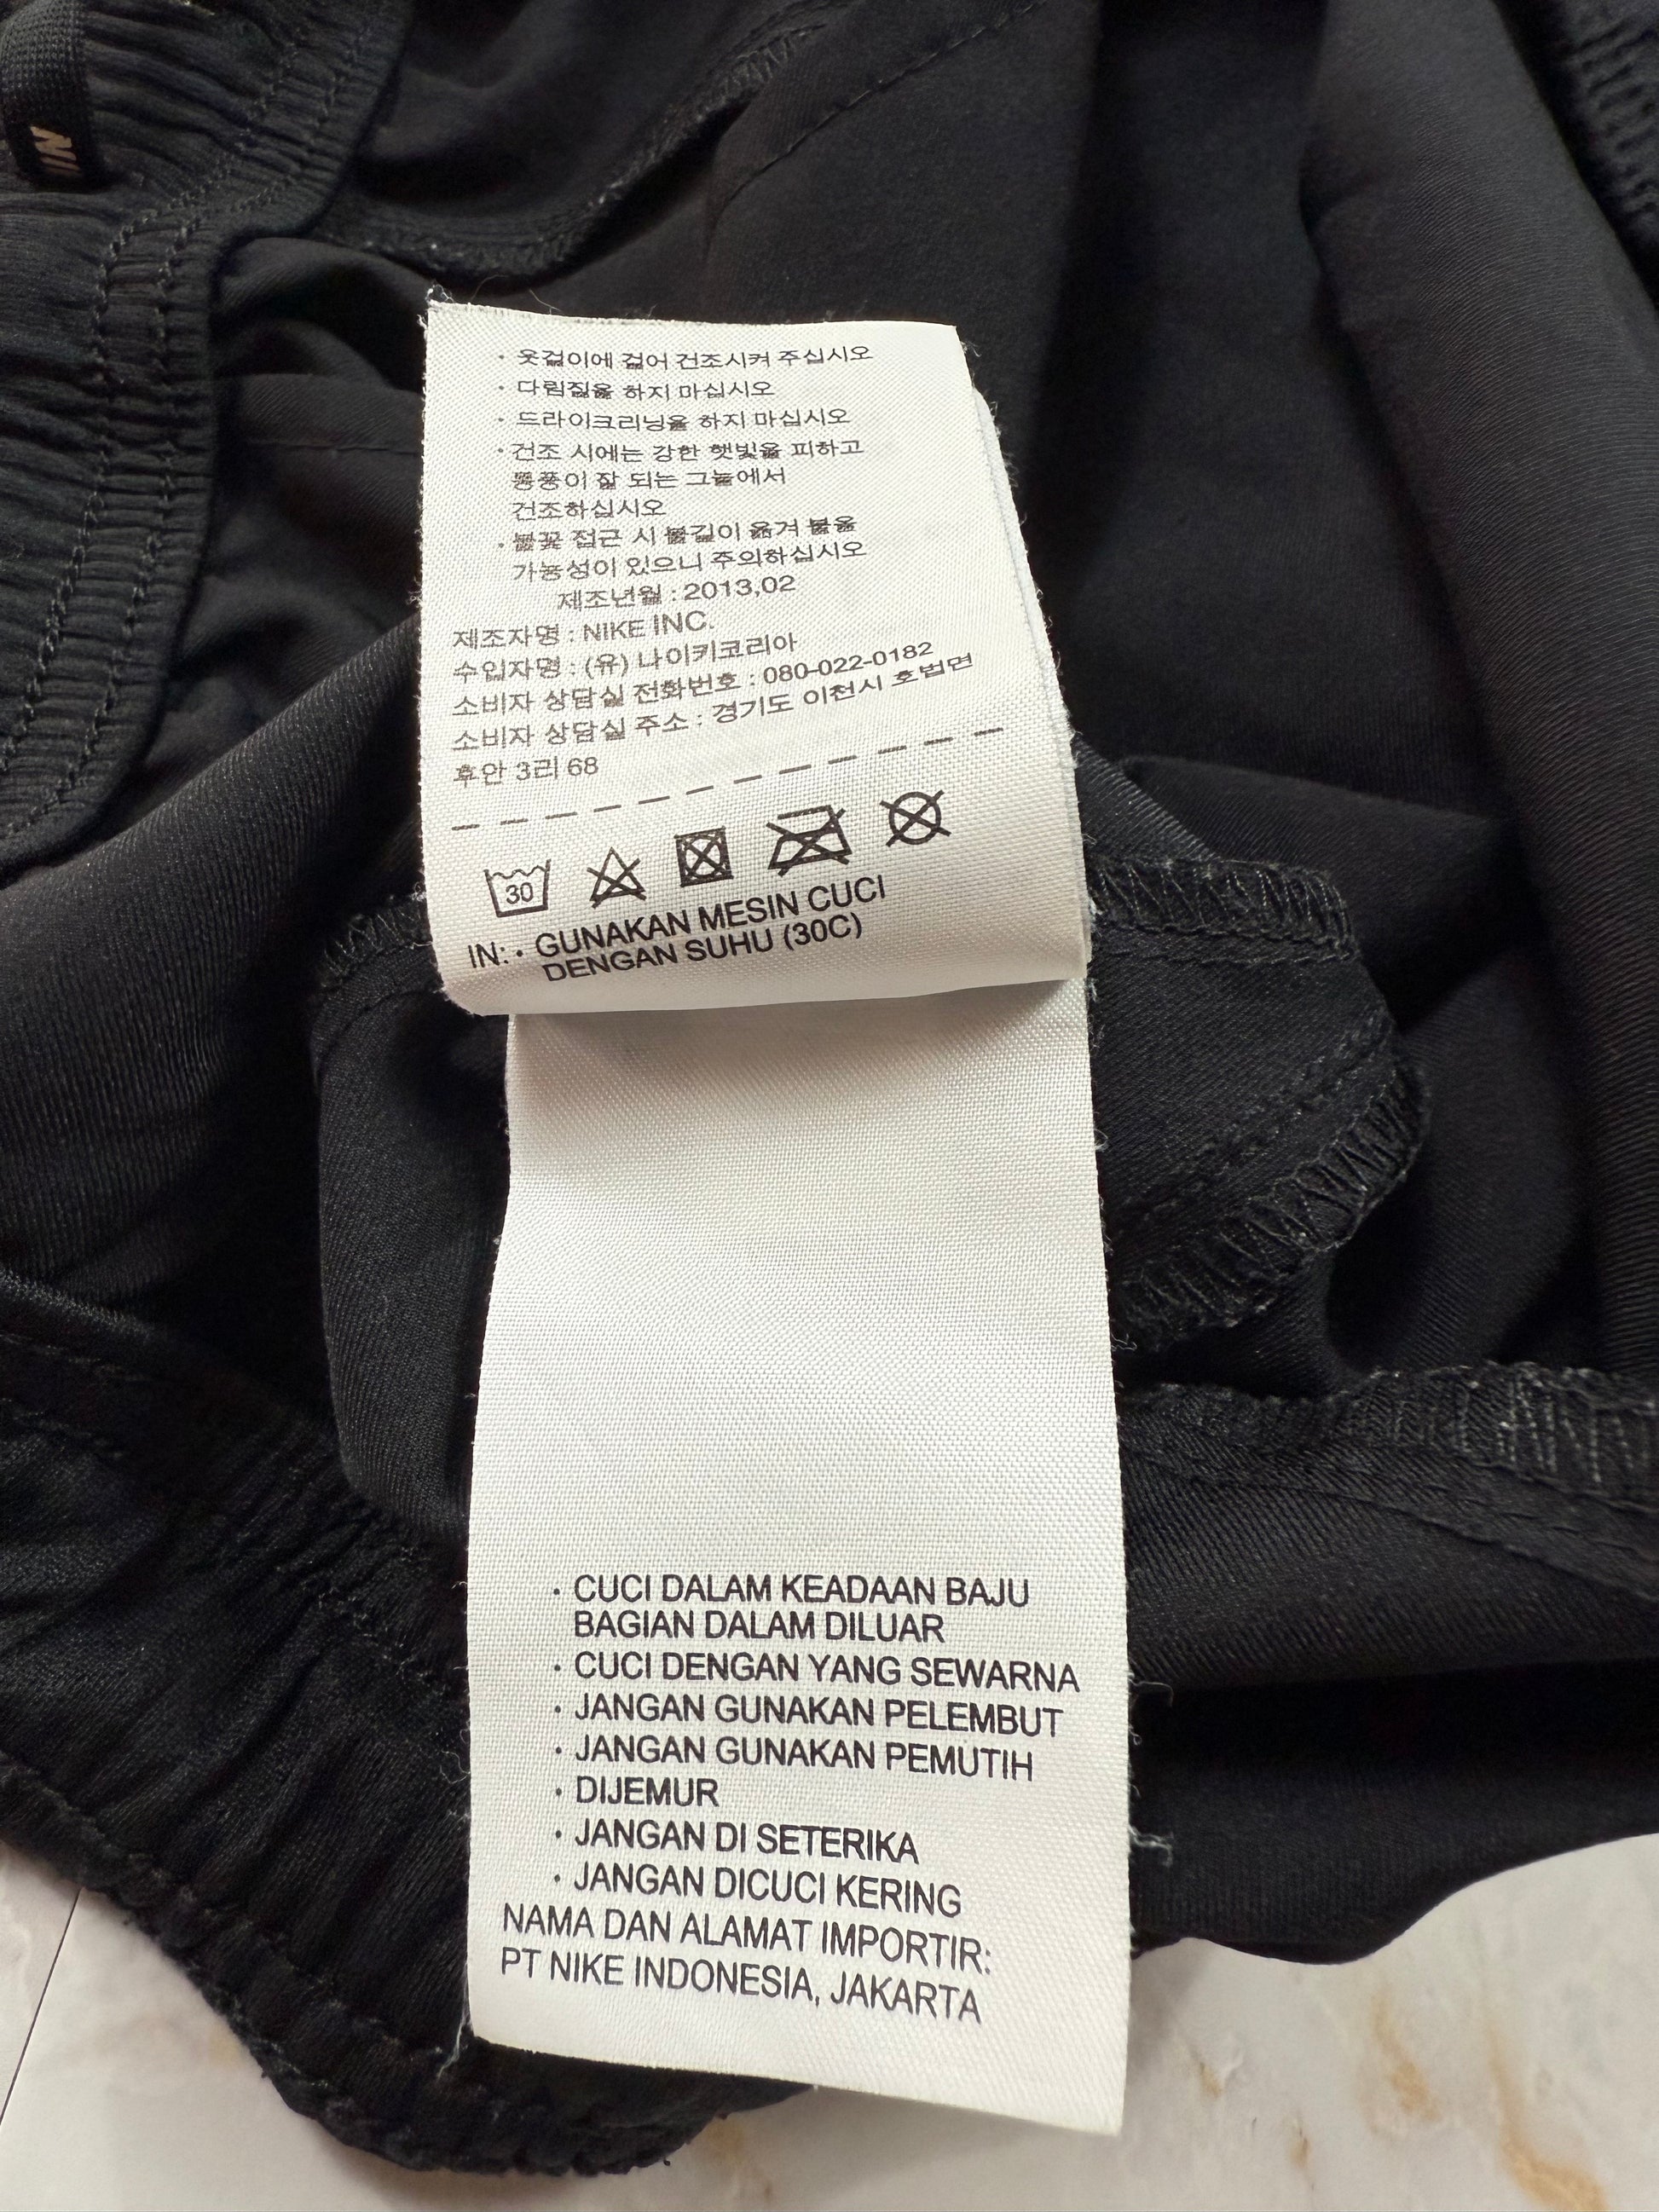 NI
· 옷걸이에 걸어 건조시켜 주십시오
· 다림질을 하지 마십시오
· 드라이크리닝을 하지 마십시오
· 건조 시에는 강한 햇빛을 피하고
통풍이 잘 되는 그늘에서
건조하십시오
· 불꽃 접근 시 불길이 옮겨 붙을
가능성이 있으니 주의하십시오
제조년월 : 2013.02
제조자명 : NIKE INC.
수입자명 : (유) 나이키코리아
소비자 상담실 전화번호 : 080-022-0182
소비자 상담실 주소 : 경기도 이천시 호법면
후안 3리 68
30
IN: · GUNAKAN MESIN CUCI
DENGAN SUHU (30C)
· CUCI DALAM KEADAAN BAJU
BAGIAN DALAM DILUAR
· CUCI DENGAN YANG SEWARNA
· JANGAN GUNAKAN PELEMBUT
· JANGAN GUNAKAN PEMUTIH
· DIJEMUR
· JANGAN DI SETERIKA
· JANGAN DICUCI KERING
NAMA DAN ALAMAT IMPORTIR:
PT NIKE INDONESIA, JAKARTA